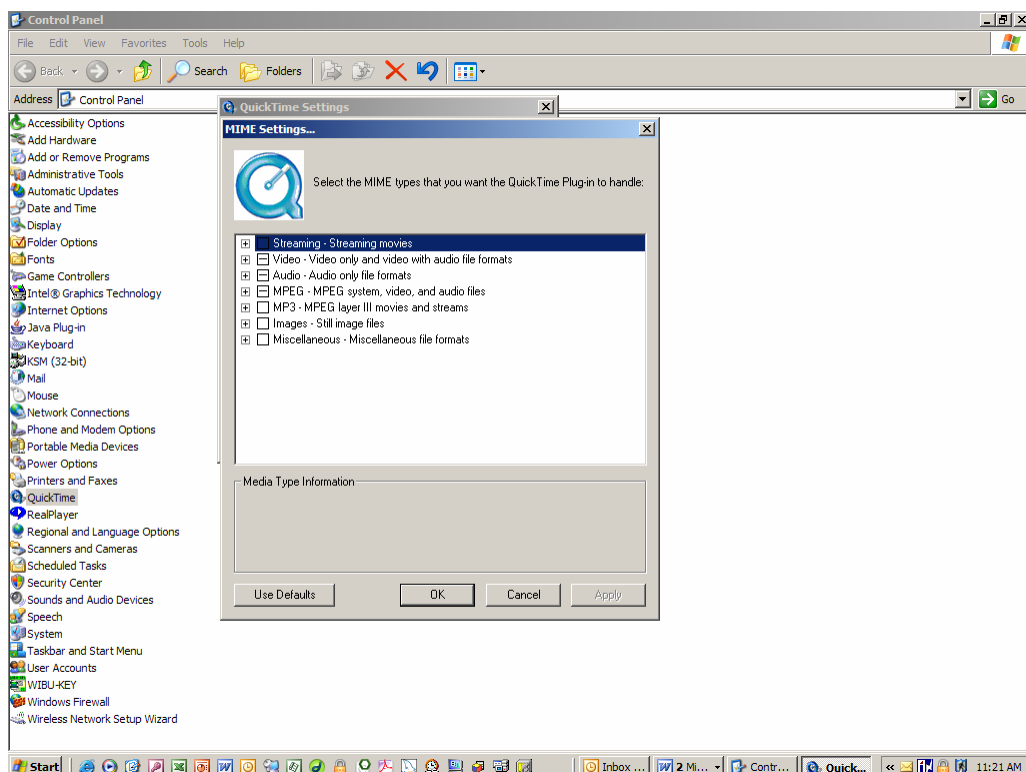 Control Panel
File Edit View Favorites Tools Help
Back Search Folders
Address Control Panel Go
QuickTime Settings
MIME Settings...
Select the MIME types that you want the QuickTime Plug-in to handle:
Streaming - Streaming movies
Video - Video only and video with audio file formats
Audio - Audio only file formats
MPEG - MPEG system, video, and audio files
MP3 - MPEG layer III movies and streams
Images - Still image files
Miscellaneous - Miscellaneous file formats
Media Type Information
Use Defaults OK Cancel Apply
Accessibility Options
Add Hardware
Add or Remove Programs
Administrative Tools
Automatic Updates
Date and Time
Display
Folder Options
Fonts
Game Controllers
Intel® Graphics Technology
Internet Options
Java Plug-in
Keyboard
KSM (32-bit)
Mail
Mouse
Network Connections
Phone and Modem Options
Portable Media Devices
Power Options
Printers and Faxes
QuickTime
RealPlayer
Regional and Language Options
Scanners and Cameras
Scheduled Tasks
Security Center
Sounds and Audio Devices
Speech
System
Taskbar and Start Menu
User Accounts
WIBU-KEY
Windows Firewall
Wireless Network Setup Wizard
Start Inbox ... 2 Mi... Contr... Quick... « 11:21 AM